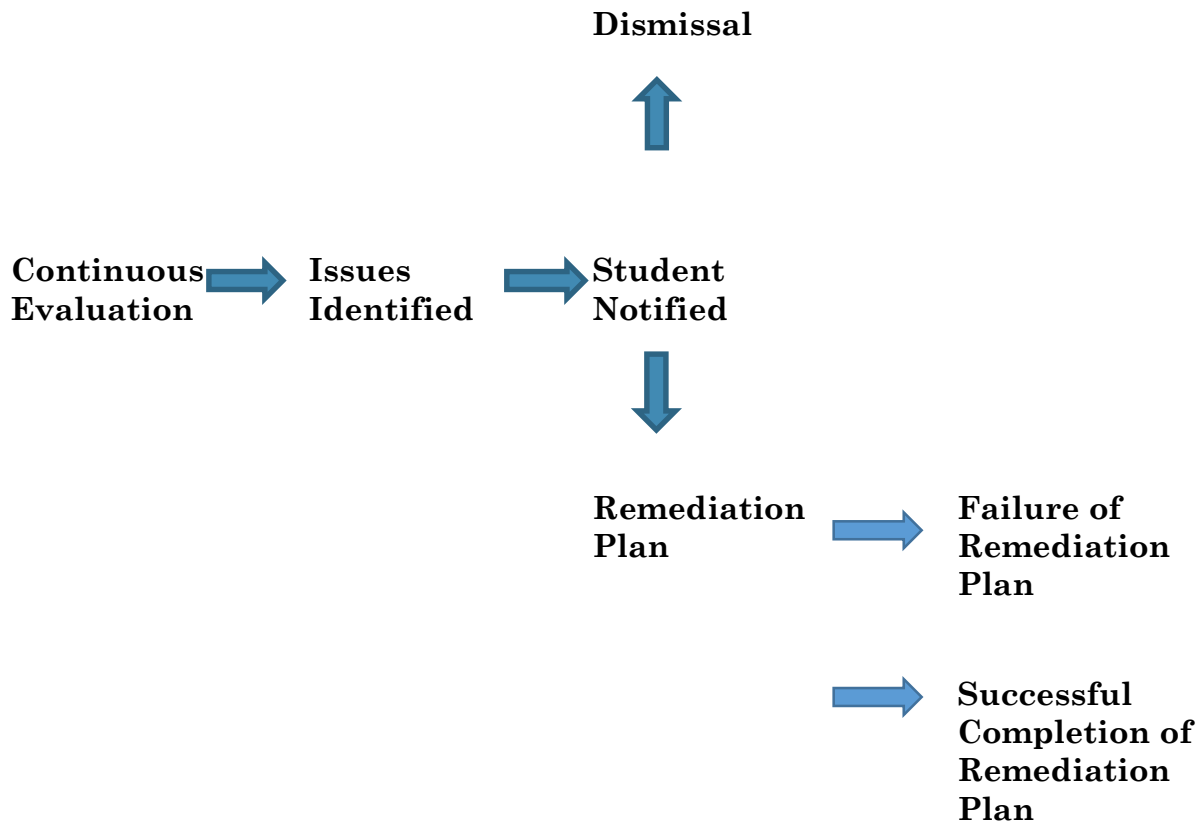 Dismissal
Continuous
Evaluation
Issues
Identified
Student
Notified
Remediation
Plan
Failure of
Remediation
Plan
Successful
Completion of
Remediation
Plan